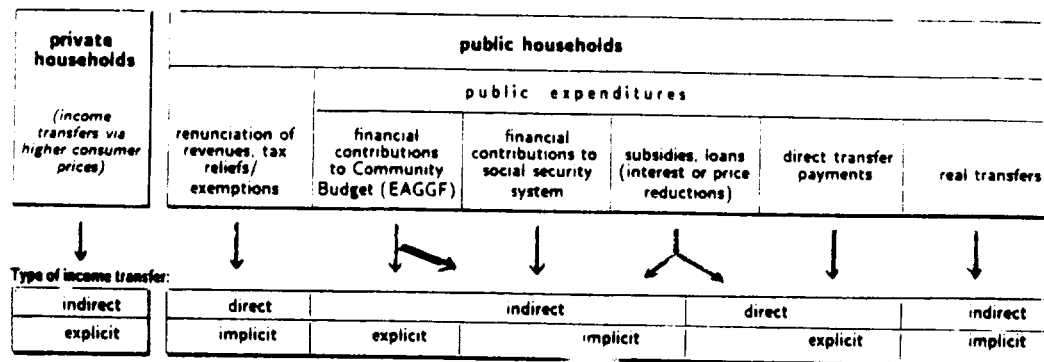 private
households
(income
transfers via
higher consumer
prices)
public households
public expenditures
renunciation of
revenues, tax
reliefs/
exemptions
financial
contributions
to Community
Budget (EAGGF)
financial
contributions to
social security
system
subsidies, loans
(interest or price
reductions)
direct transfer
payments
real transfers
Type of income transfer:
indirect
direct
indirect
direct
indirect
explicit
implicit
explicit
implicit
explicit
implicit